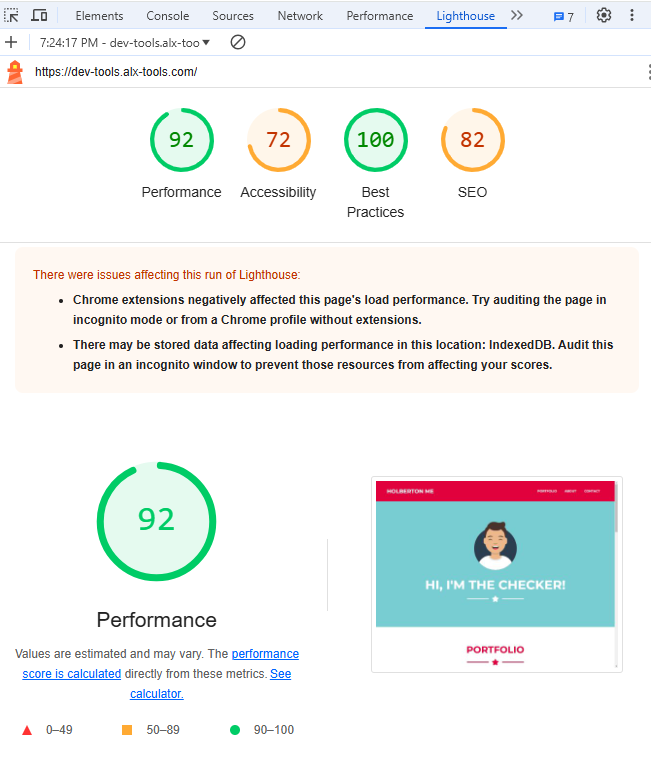 Elements Console Sources Network Performance Lighthouse 7
7:24:17 PM - dev-tools.alx-too
https://dev-tools.alx-tools.com/
92 72 100 82
Performance Accessibility Best Practices SEO
There were issues affecting this run of Lighthouse:
Chrome extensions negatively affected this page's load performance. Try auditing the page in
incognito mode or from a Chrome profile without extensions.
There may be stored data affecting loading performance in this location: IndexedDB. Audit this
page in an incognito window to prevent those resources from affecting your scores.
92
Performance
Values are estimated and may vary. The performance
score is calculated directly from these metrics. See
calculator.
0–49 50–89 90–100
HOLBERTON ME PORTFOLIO ABOUT CONTACT
HI, I'M THE CHECKER!
PORTFOLIO